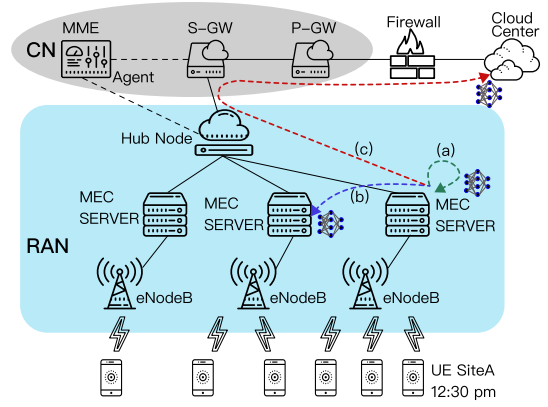 MME
S-GW
P-GW
Firewall
Cloud
Center
CN
Agent
Hub Node
(c)
(a)
(b)
MEC
SERVER
MEC
SERVER
MEC
SERVER
RAN
eNodeB
eNodeB
eNodeB
UE SiteA
12:30 pm